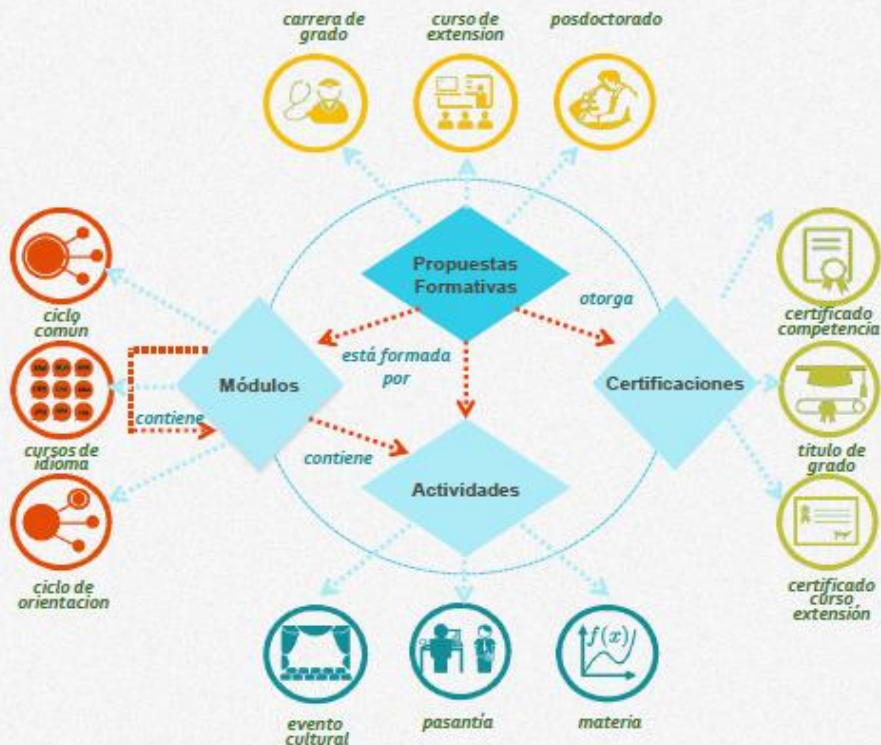 carrera de
grado
curso de
extension
posdoctorado
Propuestas
Formativas
otorga
está formada
por
ciclo
comun
certificado
competencia
Módulos
Certificaciones
contiene
cursos de
idioma
titulo de
grado
contiene
Actividades
ciclo de
orientacion
certificado
curso
extensión
f(x)
evento
cultural
pasantía
materia